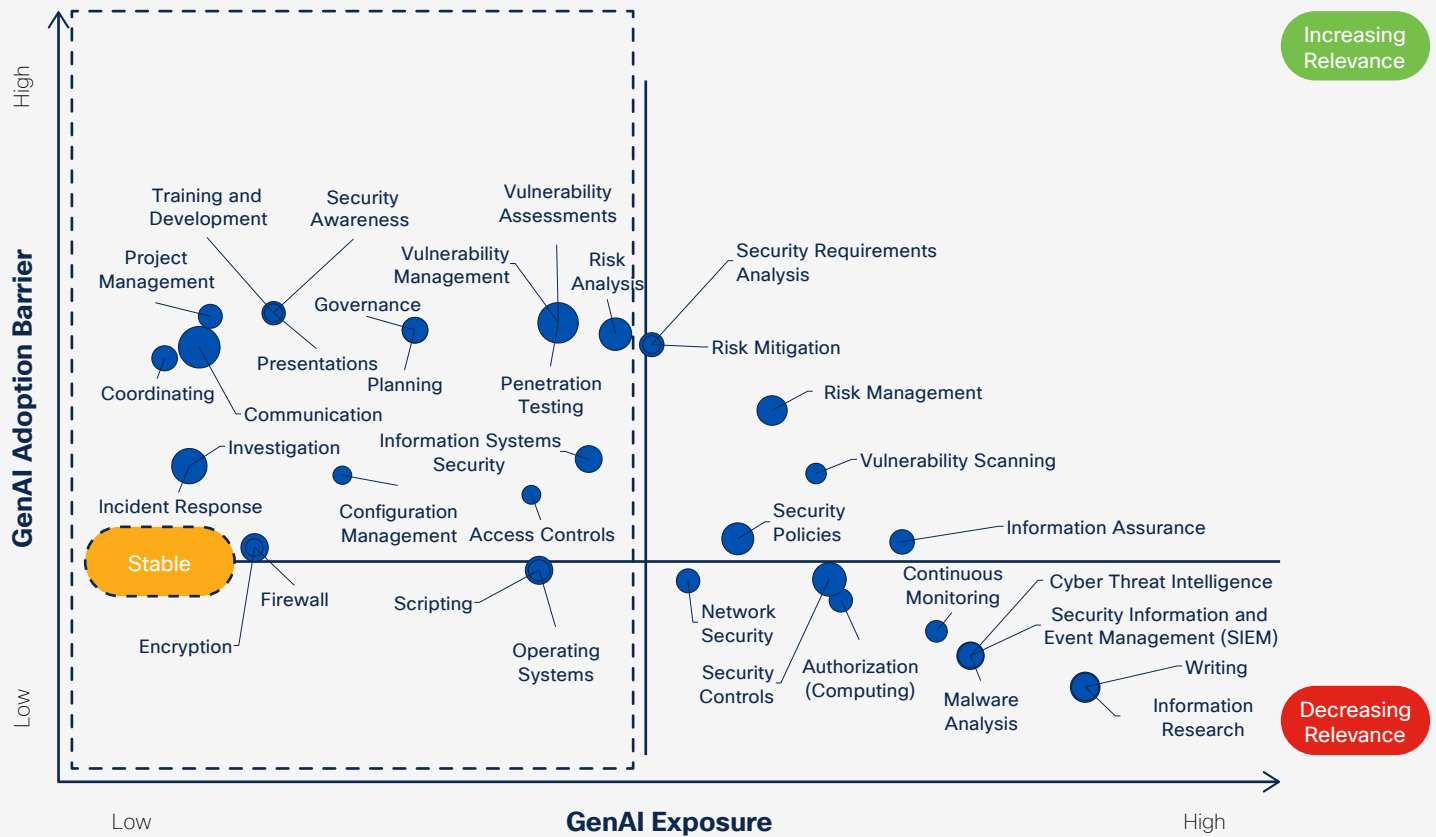 Increasing
Relevance
High
Training and
Development
Security
Awareness
Vulnerability
Assessments
Project
Management
Vulnerability
Management
Risk
Analysis
Security Requirements
Analysis
Governance
Presentations
Planning
Risk Mitigation
Penetration
Testing
Coordinating
Communication
Risk Management
GenAI Adoption Barrier
Investigation
Information Systems
Security
Vulnerability Scanning
Incident Response
Configuration
Management
Access Controls
Security
Policies
Information Assurance
Stable
Firewall
Encryption
Scripting
Operating
Systems
Network
Security
Continuous
Monitoring
Cyber Threat Intelligence
Security Information and
Event Management (SIEM)
Security
Controls
Authorization
(Computing)
Malware
Analysis
Writing
Information
Research
Low
Decreasing
Relevance
Low
GenAI Exposure
High